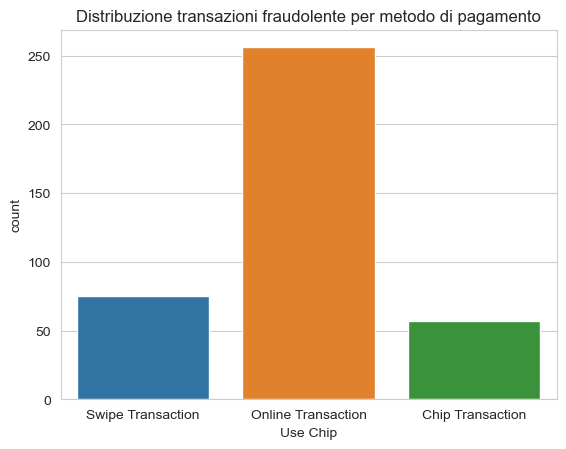 Distribuzione transazioni fraudolente per metodo di pagamento
250
200
150
100
50
0
count
Swipe Transaction Online Transaction Chip Transaction
Use Chip